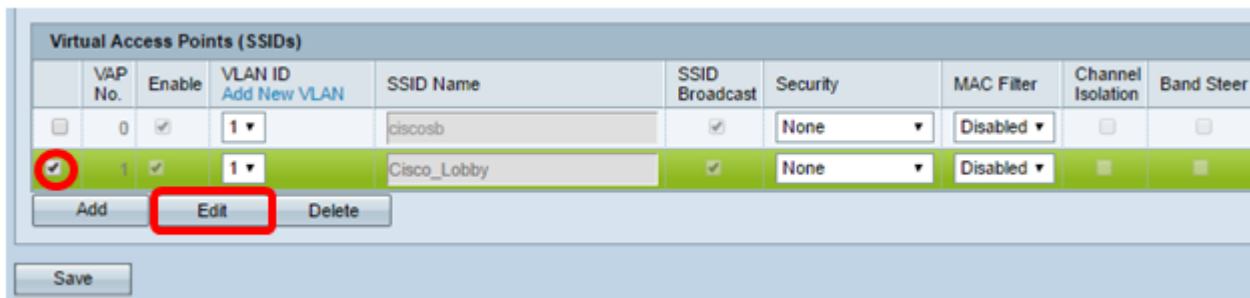 Virtual Access Points (SSIDs)
VAP No. Enable VLAN ID Add New VLAN SSID Name SSID Broadcast Security MAC Filter Channel Isolation Band Steer
0 1 ciscosb None Disabled
1 1 Cisco_Lobby None Disabled
Add Edit Delete
Save